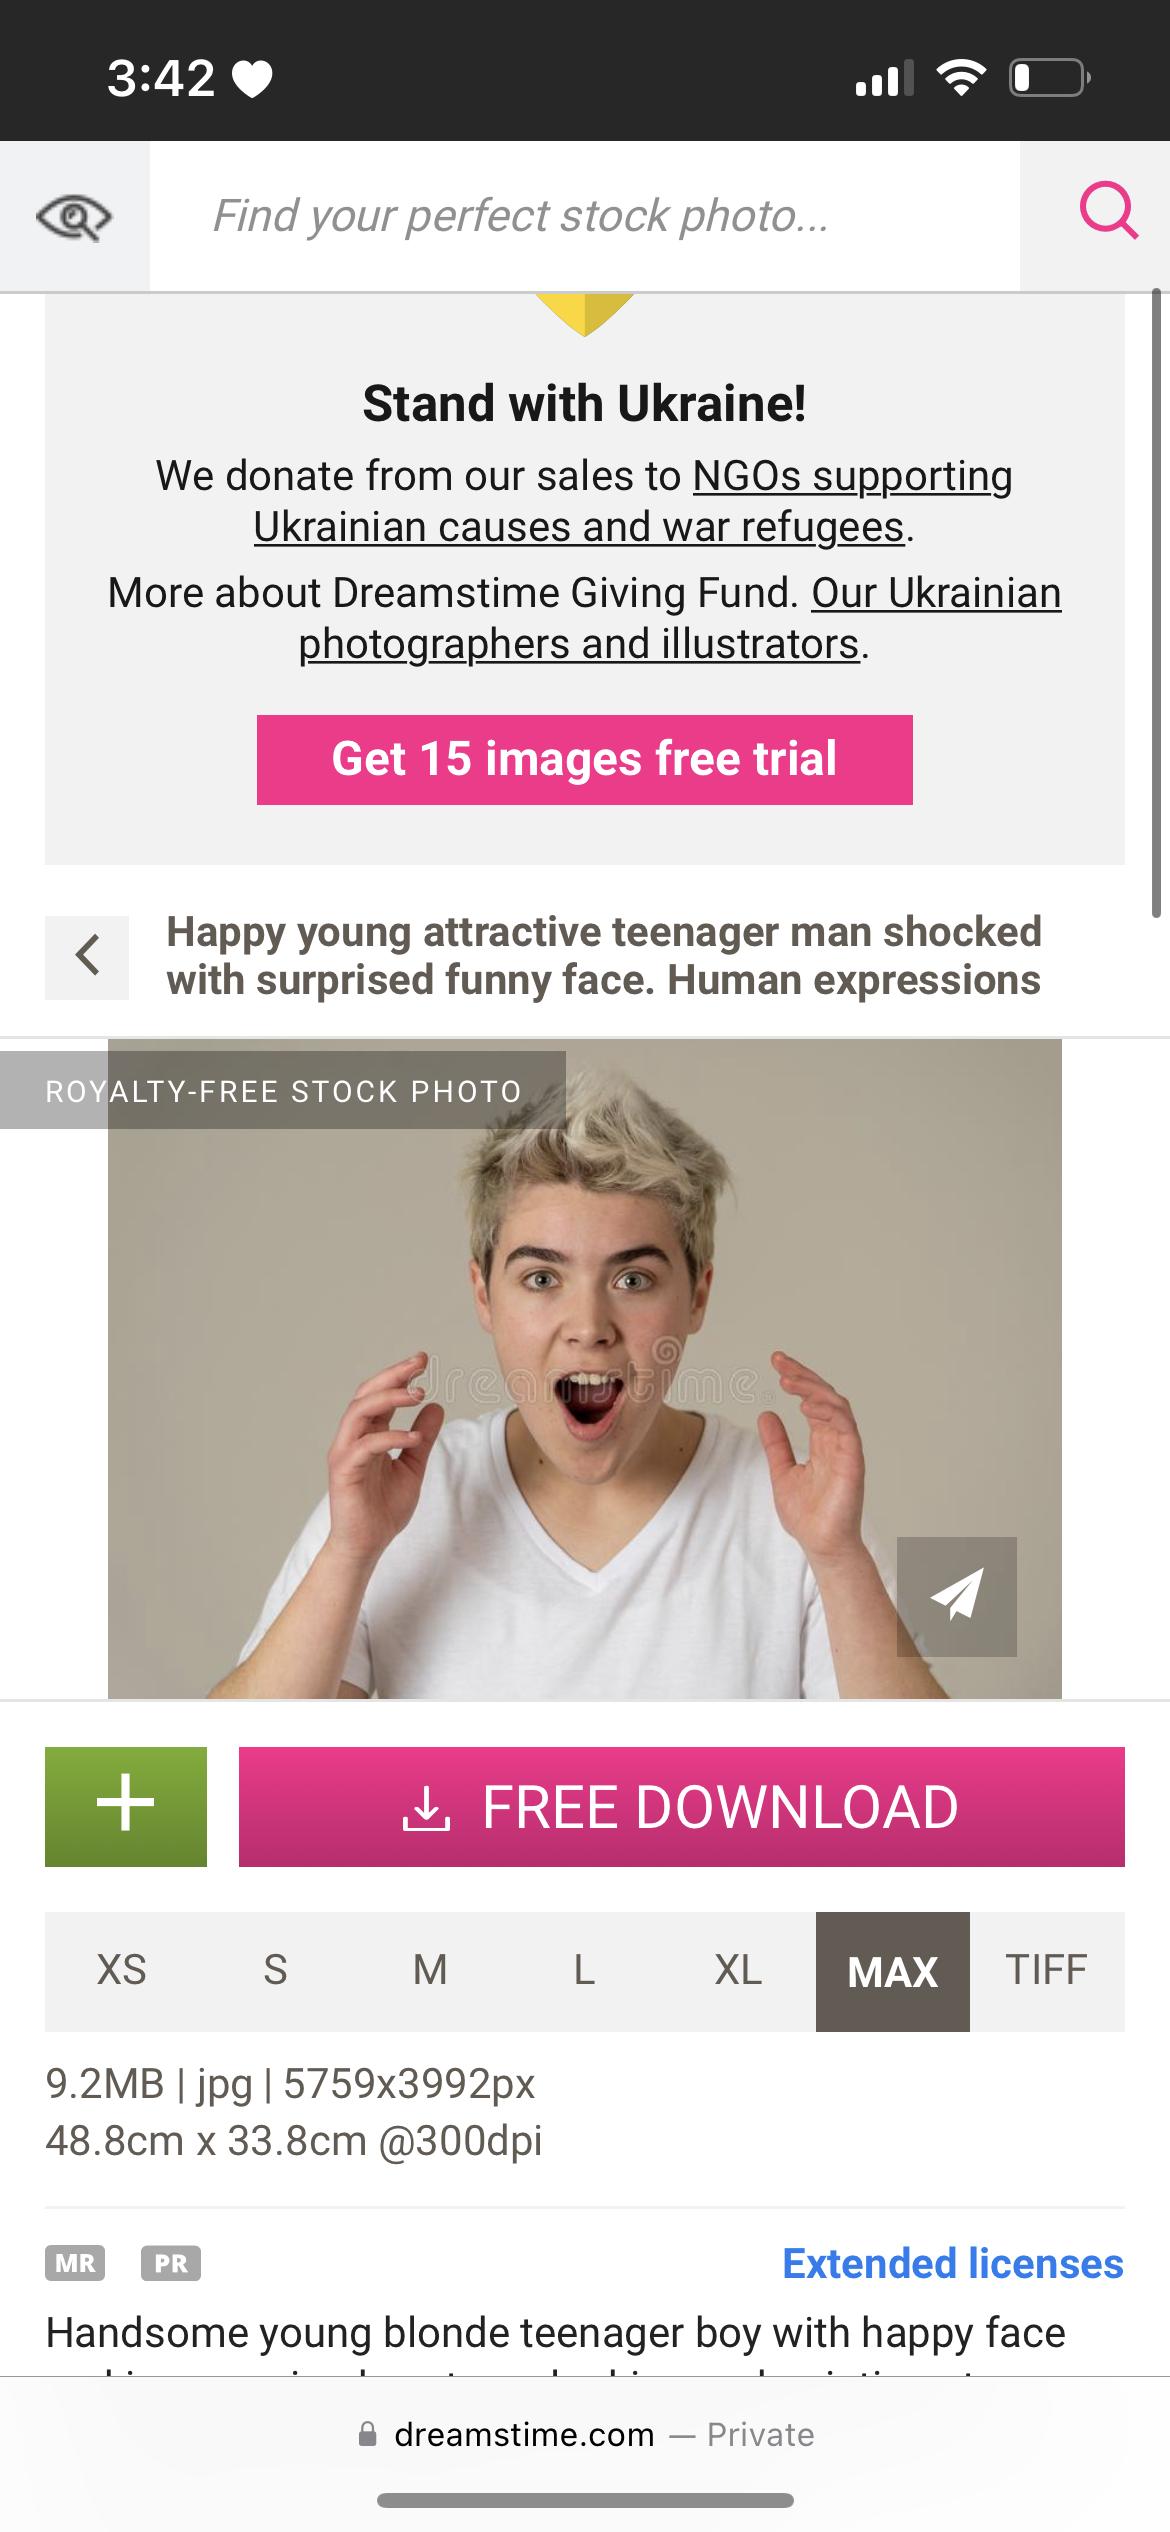 3:42
Find your perfect stock photo...
Stand with Ukraine!
We donate from our sales to NGOs supporting
Ukrainian causes and war refugees.
More about Dreamstime Giving Fund. Our Ukrainian
photographers and illustrators.
Get 15 images free trial
Happy young attractive teenager man shocked
with surprised funny face. Human expressions
ROYALTY-FREE STOCK PHOTO
dreamstime.
FREE DOWNLOAD
XS S M L XL MAX TIFF
9.2MB | jpg | 5759x3992px
48.8cm x 33.8cm @300dpi
MR PR Extended licenses
Handsome young blonde teenager boy with happy face
dreamstime.com — Private